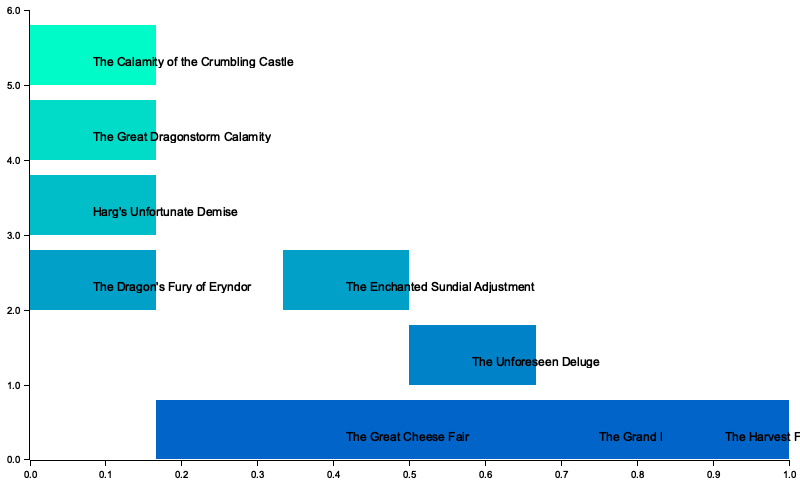 6.0
The Calamity of the Crumbling Castle
5.0
The Great Dragonstorm Calamity
4.0
Harg's Unfortunate Demise
3.0
The Dragon's Fury of Eryndor The Enchanted Sundial Adjustment
2.0
The Unforeseen Deluge
1.0
The Great Cheese Fair The Grand I The Harvest F
0.0
0.0 0.1 0.2 0.3 0.4 0.5 0.6 0.7 0.8 0.9 1.0